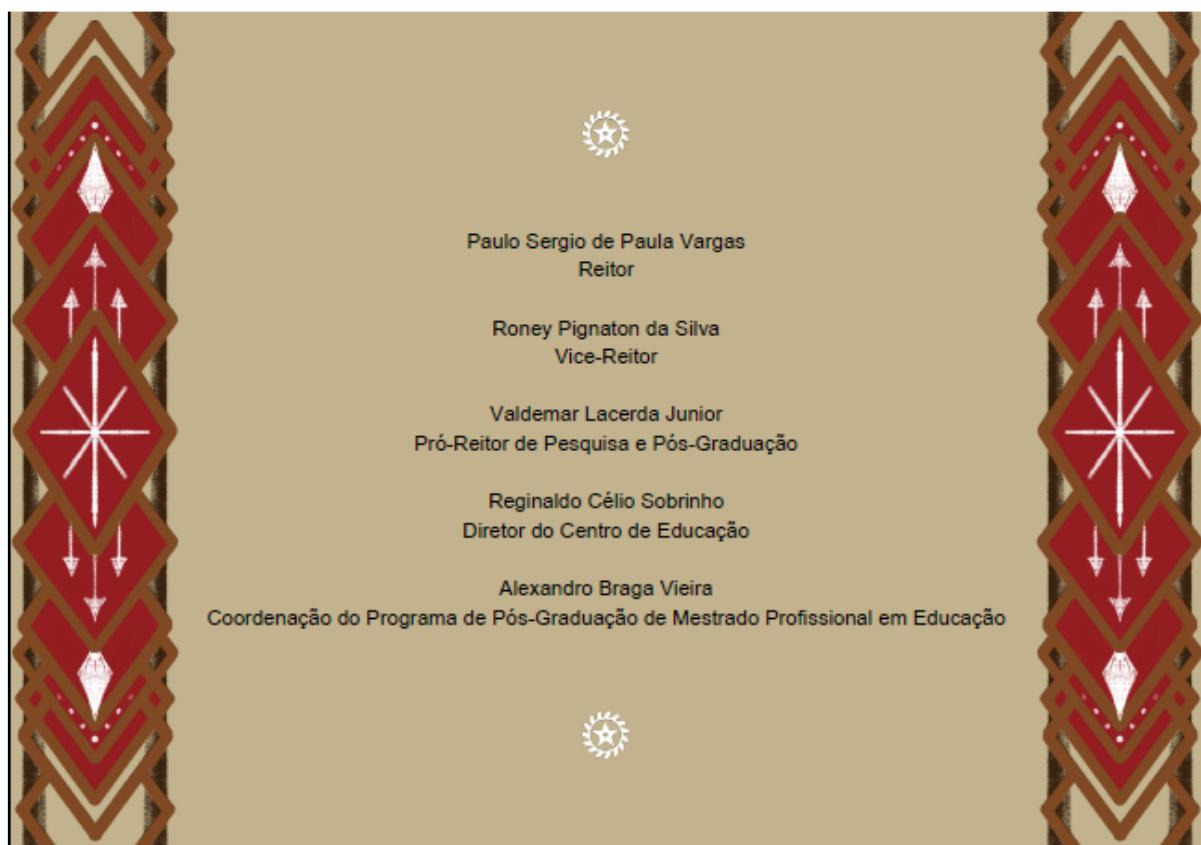 Paulo Sergio de Paula Vargas
Reitor
Roney Pignaton da Silva
Vice-Reitor
Valdemar Lacerda Junior
Pró-Reitor de Pesquisa e Pós-Graduação
Reginaldo Célio Sobrinho
Diretor do Centro de Educação
Alexandro Braga Vieira
Coordenação do Programa de Pós-Graduação de Mestrado Profissional em Educação